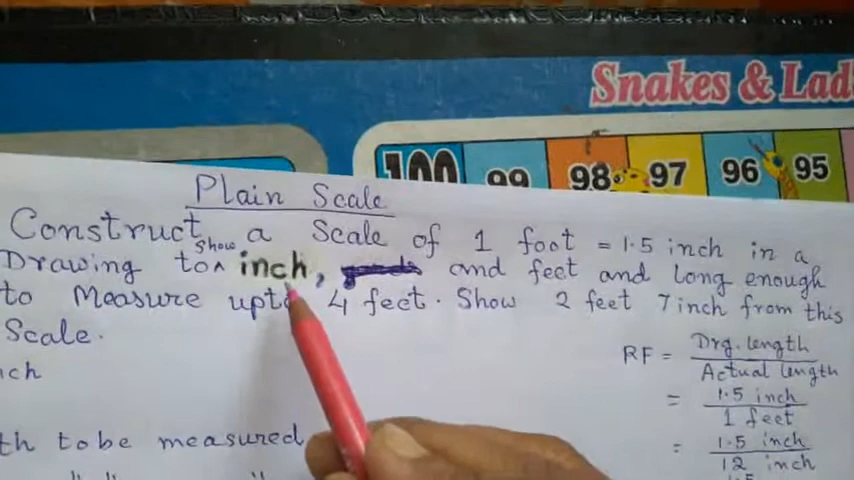 Snakes & Lad
100 99 98 97 96 95
Plain Scale
Construct a Scale of 1 foot = 1.5 inch in a
Drawing to show inch, and feet and long enough
to Measure upto 4 feet. Show 2 feet 7 inch from this
Scale.
nch
RF = Drg. length
Actual length
= 1.5 inch
1 feet
= 1.5 inch
12 inch
th to be measured